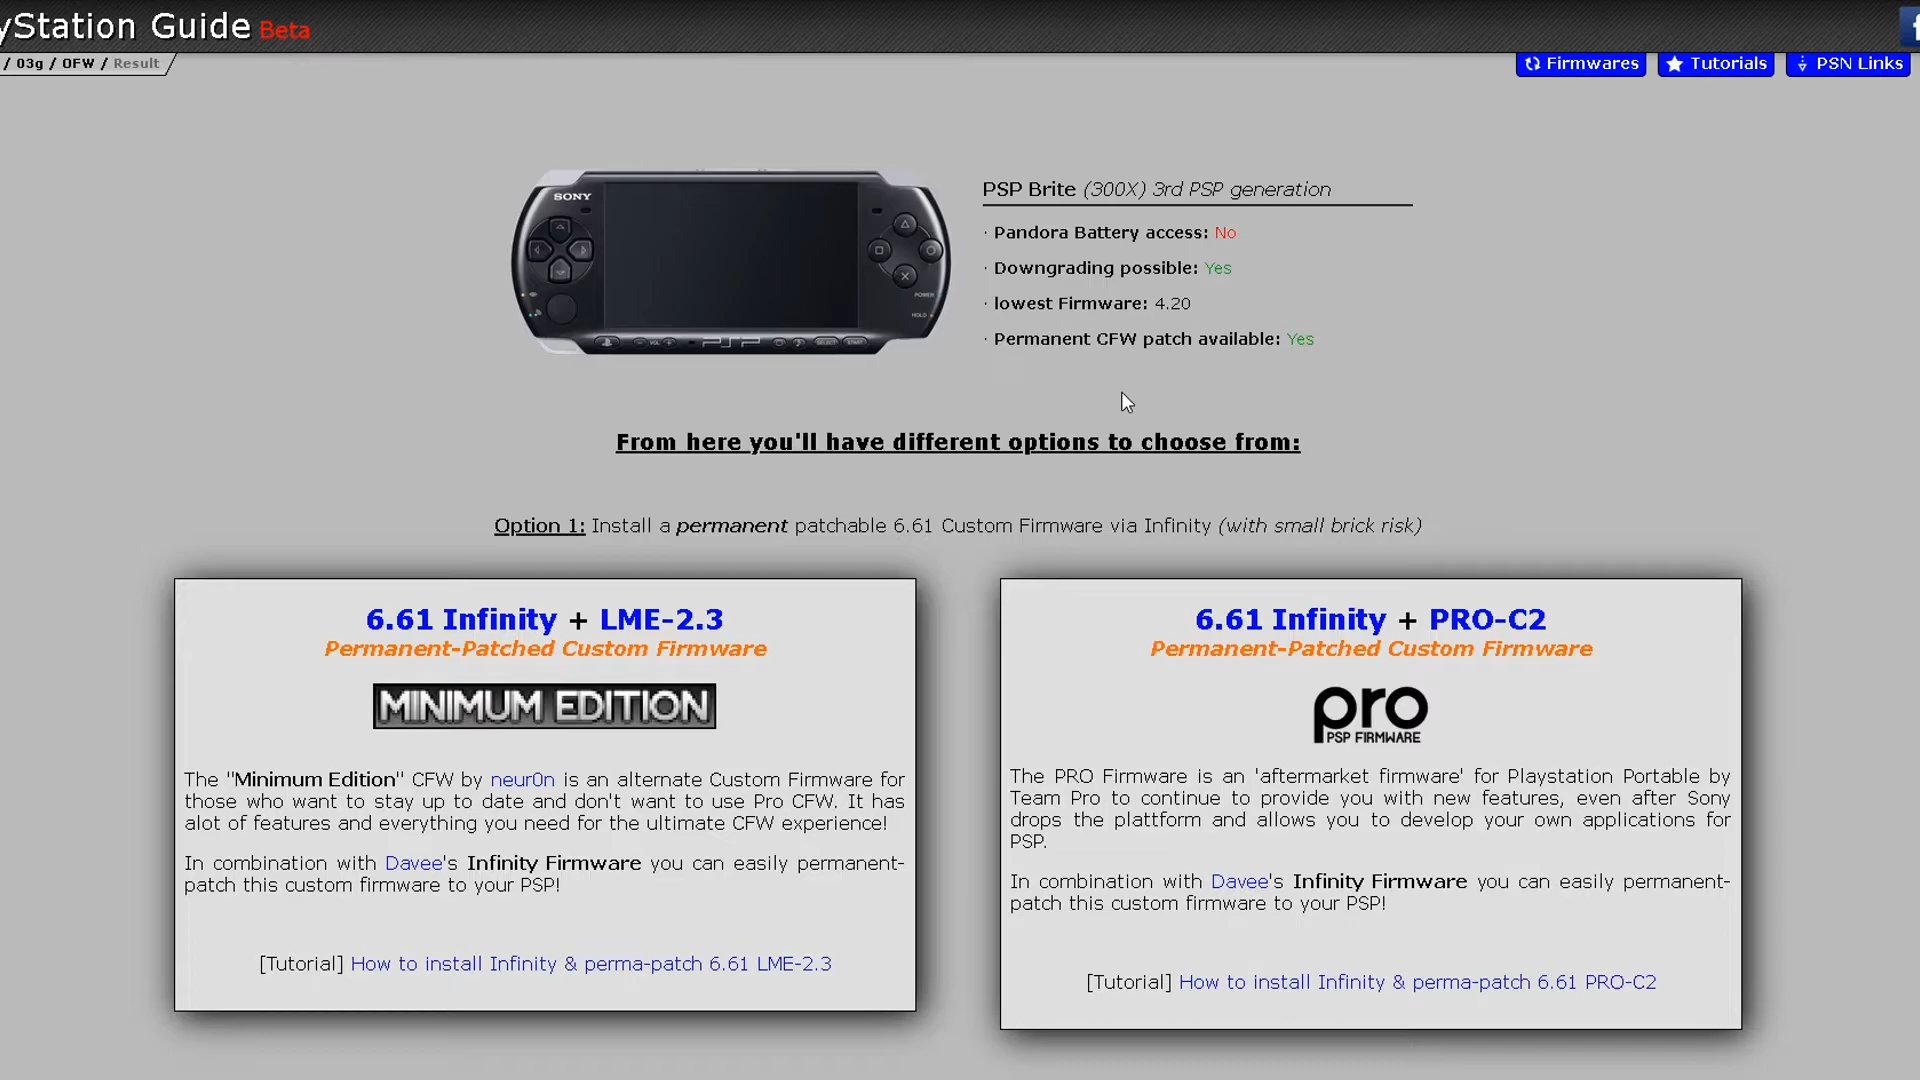 yStation Guide Beta
/ 03g / OFW / Result
Firmwares
Tutorials
PSN Links
SONY
POWER
HOLD
VOL
PSP
SELECT
START
PSP Brite (300X) 3rd PSP generation
· Pandora Battery access: No
· Downgrading possible: Yes
· lowest Firmware: 4.20
· Permanent CFW patch available: Yes
From here you'll have different options to choose from:
Option 1: Install a permanent patchable 6.61 Custom Firmware via Infinity (with small brick risk)
6.61 Infinity + LME-2.3
Permanent-Patched Custom Firmware
MINIMUM EDITION
The "Minimum Edition" CFW by neur0n is an alternate Custom Firmware for
those who want to stay up to date and don't want to use Pro CFW. It has
alot of features and everything you need for the ultimate CFW experience!
In combination with Davee's Infinity Firmware you can easily permanent-
patch this custom firmware to your PSP!
[Tutorial] How to install Infinity & perma-patch 6.61 LME-2.3
6.61 Infinity + PRO-C2
Permanent-Patched Custom Firmware
pro
PSP FIRMWARE
The PRO Firmware is an 'aftermarket firmware' for Playstation Portable by
Team Pro to continue to provide you with new features, even after Sony
drops the plattform and allows you to develop your own applications for
PSP.
In combination with Davee's Infinity Firmware you can easily permanent-
patch this custom firmware to your PSP!
[Tutorial] How to install Infinity & perma-patch 6.61 PRO-C2